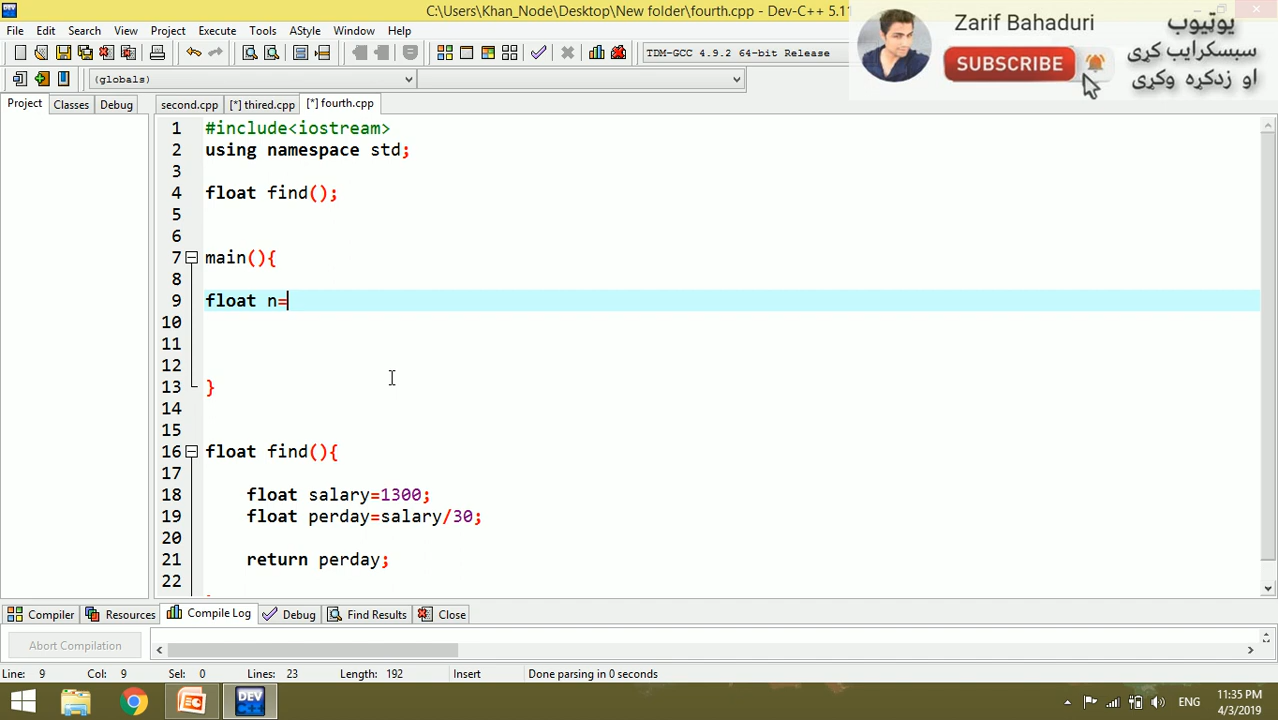 C:\Users\Khan_Node\Desktop\New folder\fourth.cpp - Dev-C++ 5.11
File Edit Search View Project Execute Tools AStyle Window Help
TDM-GCC 4.9.2 64-bit Release
(globals)
Zarif Bahaduri
SUBSCRIBE
یوټیوب
سبسکرایب کړی
او زدکړه وکړی
Project Classes Debug
second.cpp [*] thired.cpp [*] fourth.cpp
1 #include<iostream>
2 using namespace std;
3
4 float find();
5
6
7 main(){
8
9 float n=
10
11
12
13 }
14
15
16 float find(){
17
18 float salary=1300;
19 float perday=salary/30;
20
21 return perday;
22
Compiler Resources Compile Log Debug Find Results Close
Abort Compilation
Line: 9 Col: 9 Sel: 0 Lines: 23 Length: 192 Insert Done parsing in 0 seconds
DEV
ENG
11:35 PM
4/3/2019